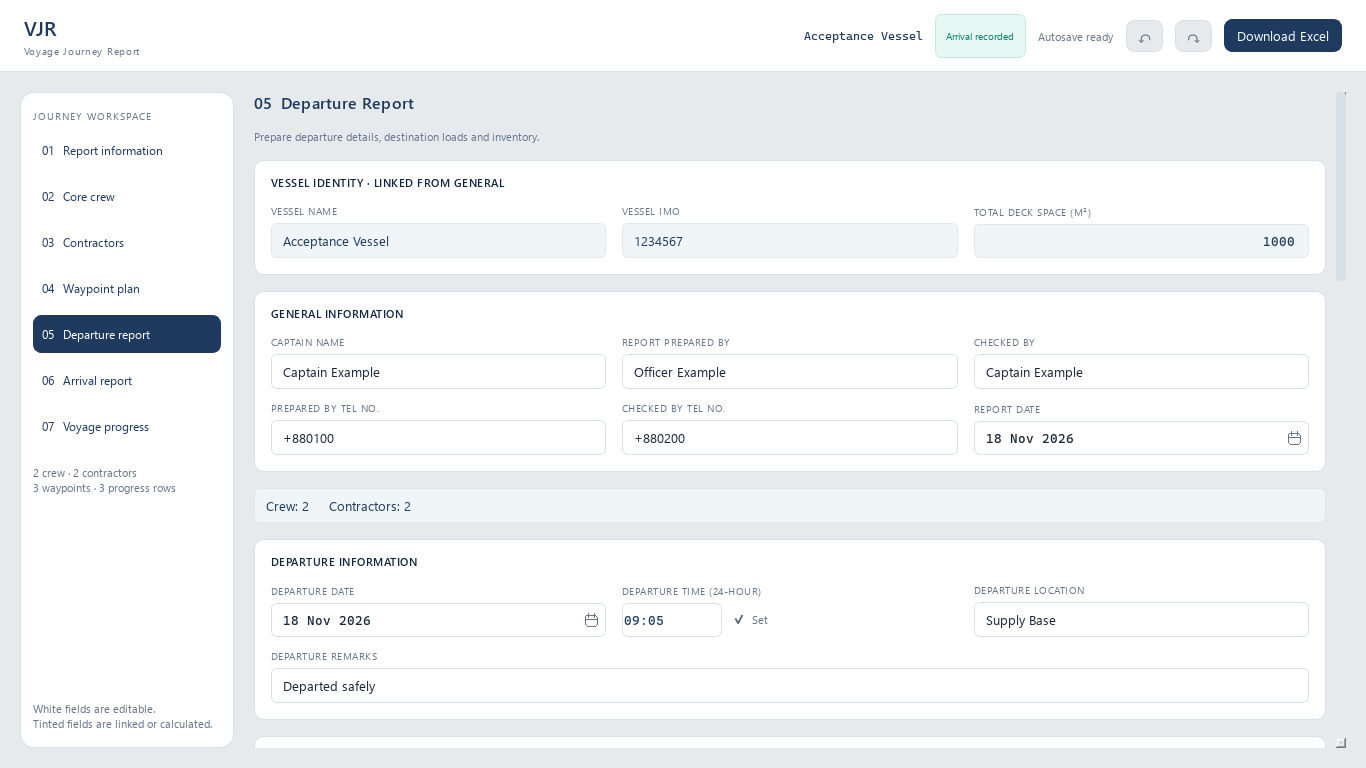 VJR
Voyage Journey Report
Acceptance Vessel
Arrival recorded
Autosave ready
Download Excel
JOURNEY WORKSPACE
01 Report information
02 Core crew
03 Contractors
04 Waypoint plan
05 Departure report
06 Arrival report
07 Voyage progress
2 crew · 2 contractors
3 waypoints · 3 progress rows
White fields are editable.
Tinted fields are linked or calculated.
05 Departure Report
Prepare departure details, destination loads and inventory.
VESSEL IDENTITY · LINKED FROM GENERAL
VESSEL NAME VESSEL IMO TOTAL DECK SPACE (M²)
Acceptance Vessel 1234567 1000
GENERAL INFORMATION
CAPTAIN NAME REPORT PREPARED BY CHECKED BY
Captain Example Officer Example Captain Example
PREPARED BY TEL NO. CHECKED BY TEL NO. REPORT DATE
+880100 +880200 18 Nov 2026
Crew: 2 Contractors: 2
DEPARTURE INFORMATION
DEPARTURE DATE DEPARTURE TIME (24-HOUR) DEPARTURE LOCATION
18 Nov 2026 09:05 Set Supply Base
DEPARTURE REMARKS
Departed safely